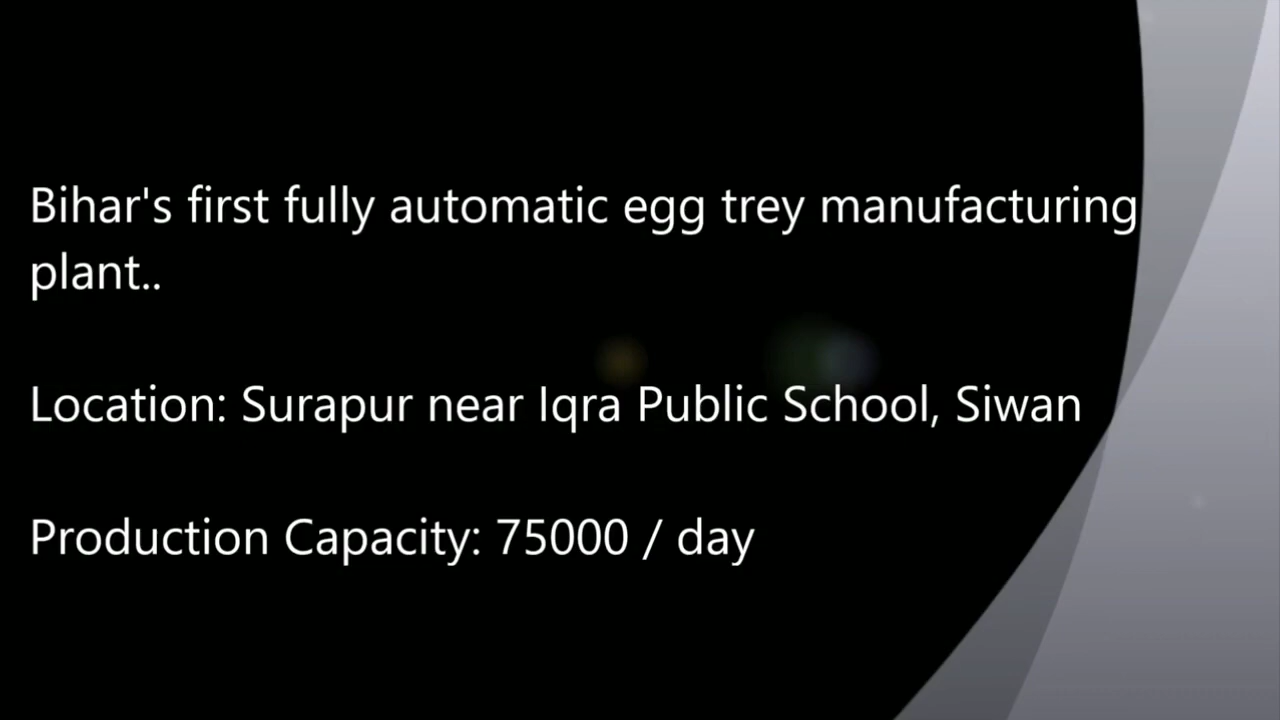 Bihar's first fully automatic egg trey manufacturing
plant..
Location: Surapur near Iqra Public School, Siwan
Production Capacity: 75000 / day